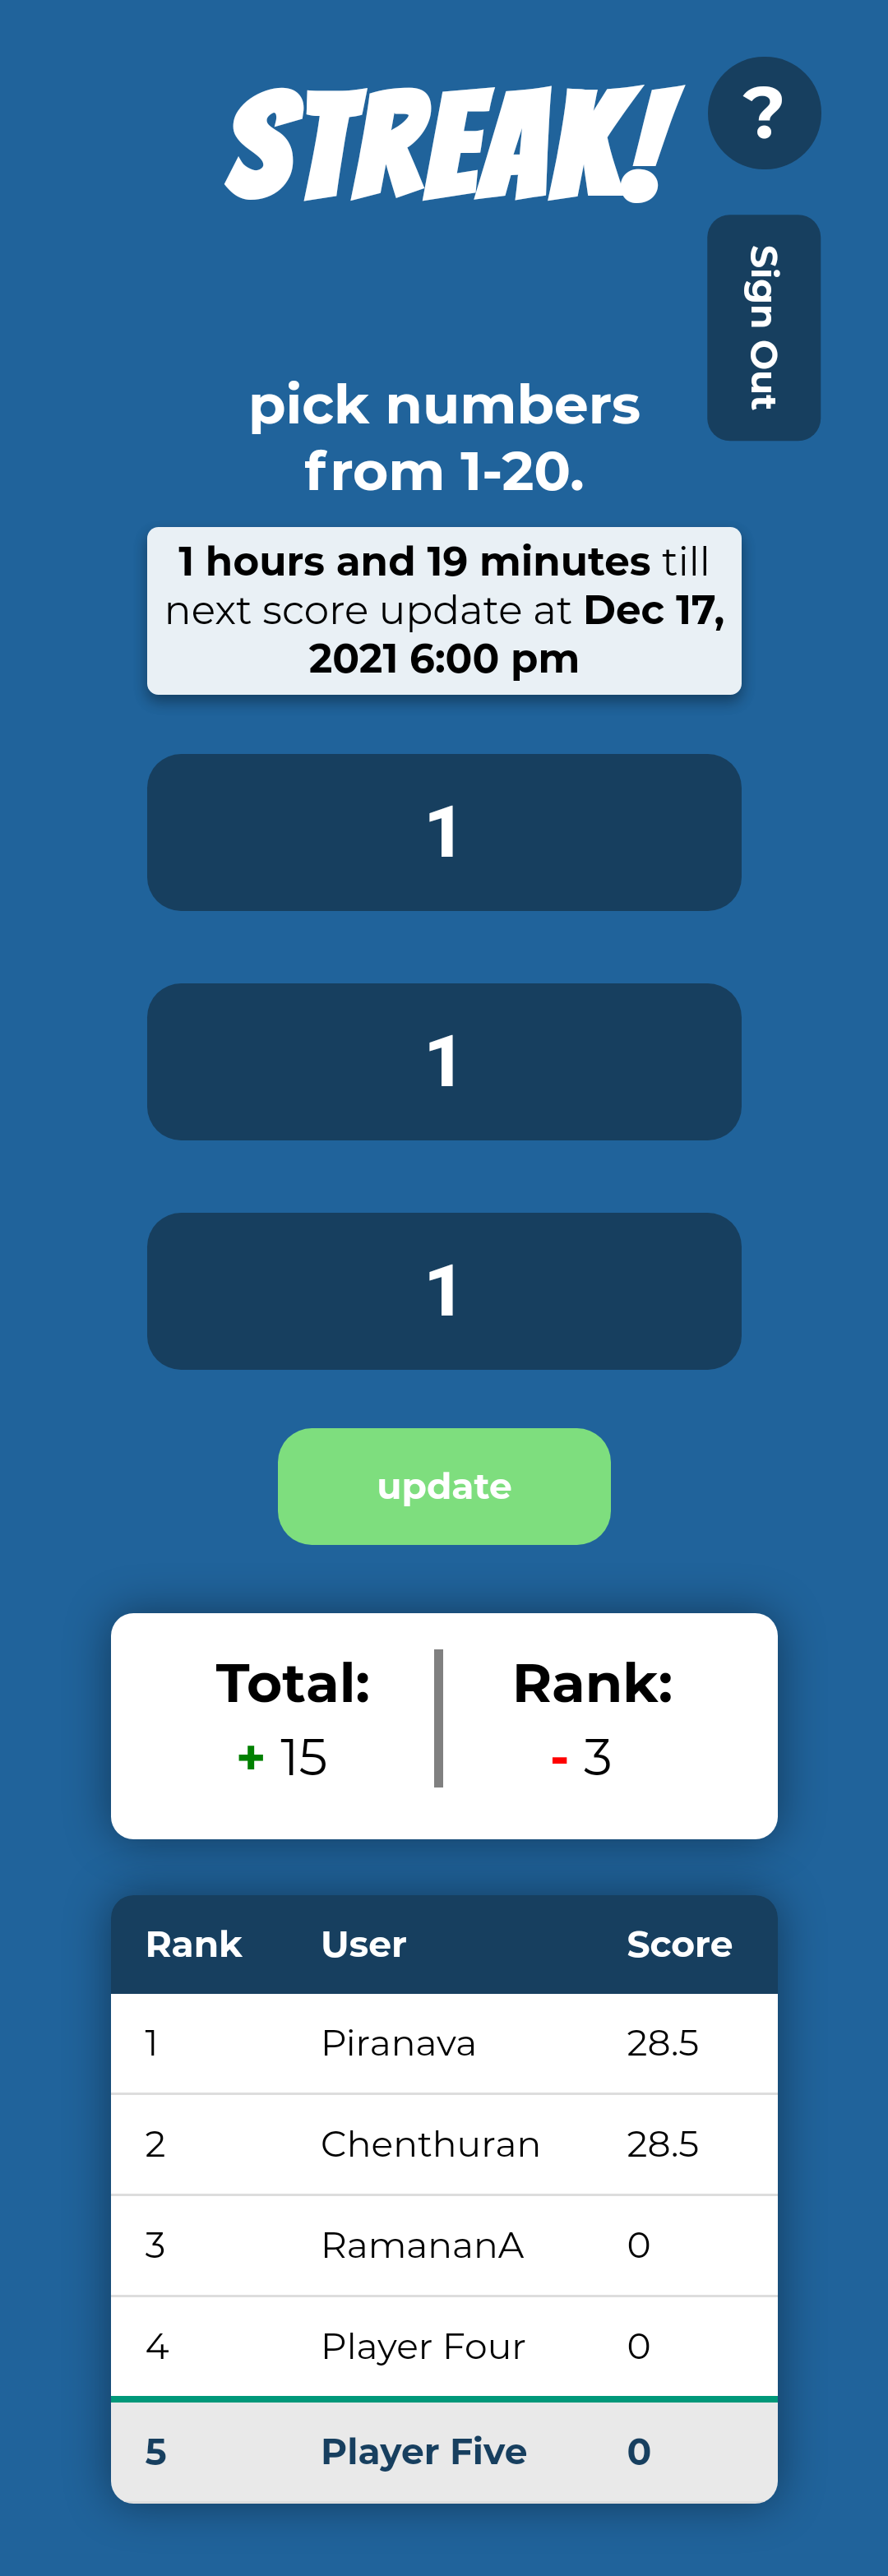 STREAK!
?
Sign Out
pick numbers
from 1-20.
1 hours and 19 minutes till
next score update at Dec 17,
2021 6:00 pm
1
1
1
update
Total: Rank:
+ 15 - 3
Rank User Score
1 Piranava 28.5
2 Chenthuran 28.5
3 RamananA 0
4 Player Four 0
5 Player Five 0